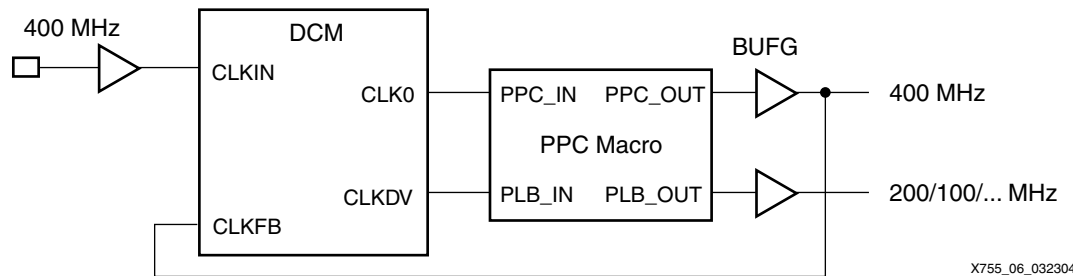 400 MHz
DCM
BUFG
CLKIN
CLK0
PPC_IN
PPC_OUT
400 MHz
PPC Macro
CLKDV
PLB_IN
PLB_OUT
200/100/... MHz
CLKFB
X755_06_032304